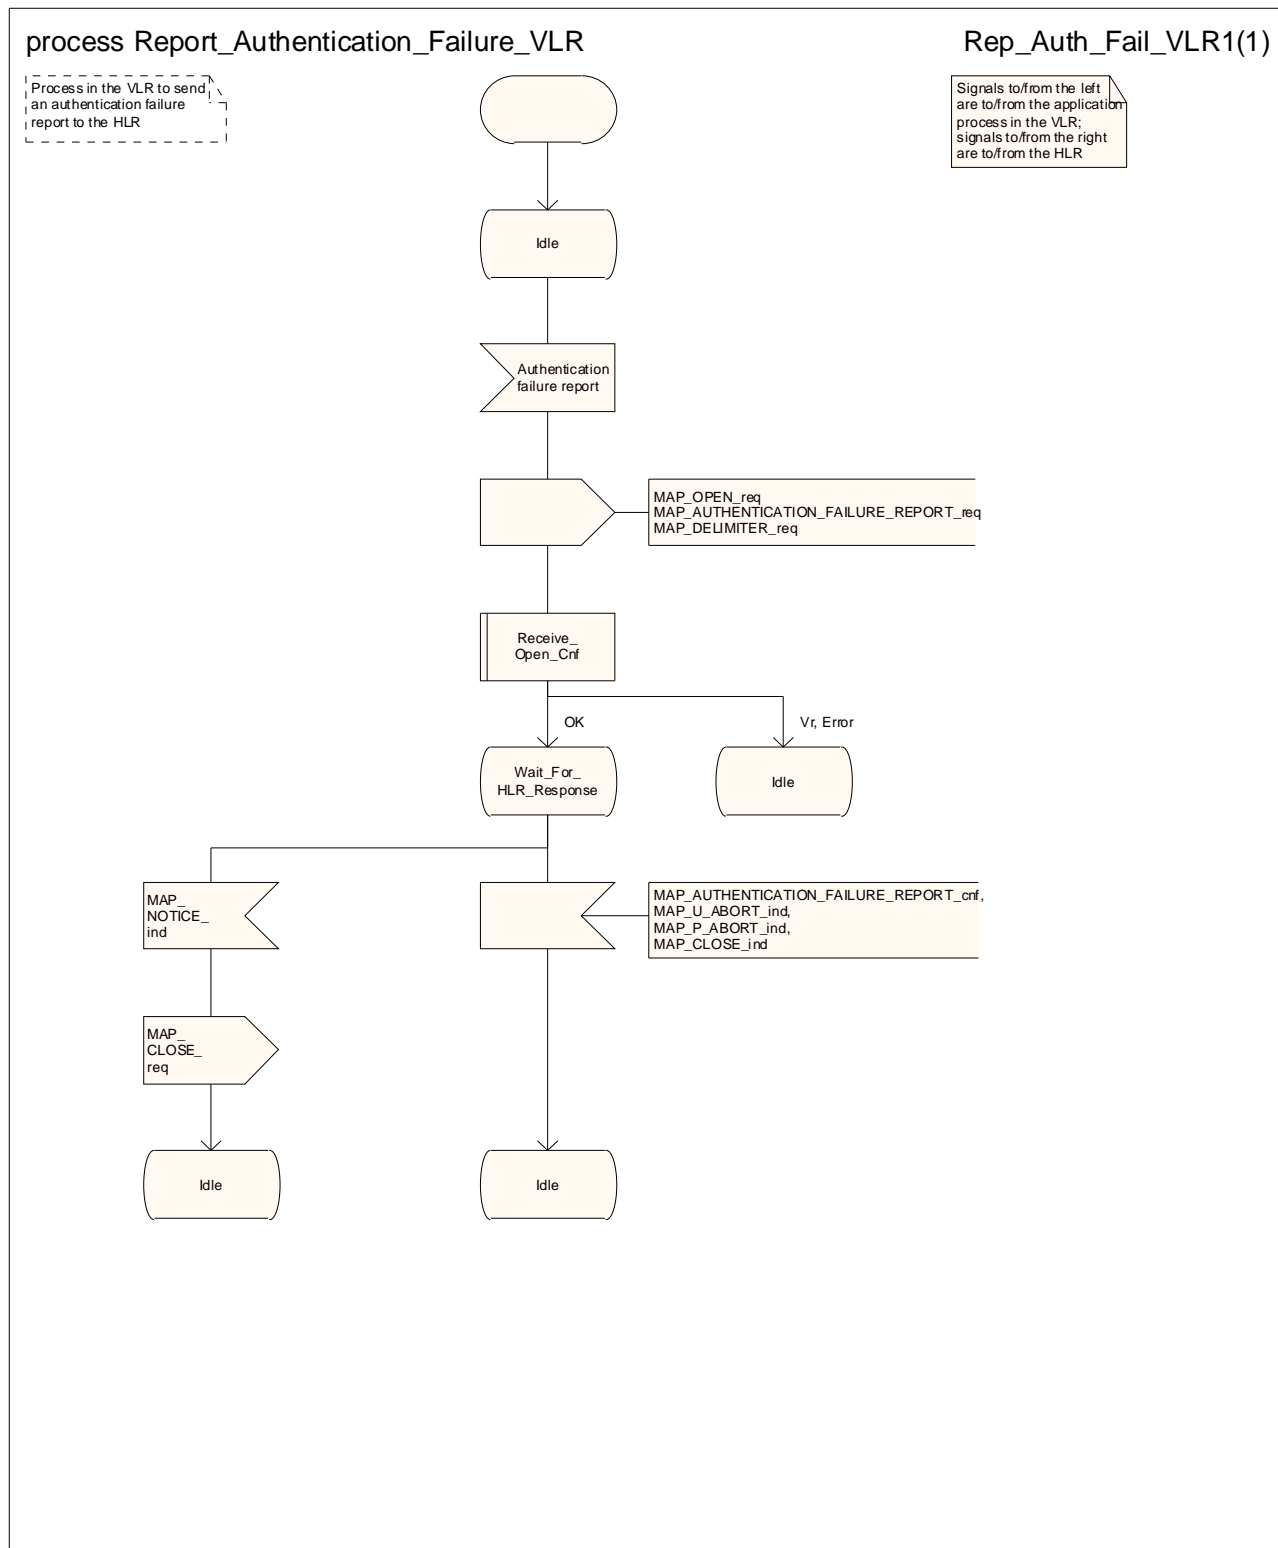 process Report_Authentication_Failure_VLR
Rep_Auth_Fail_VLR1(1)
Process in the VLR to send
an authentication failure
report to the HLR
Signals to/from the left
are to/from the application
process in the VLR;
signals to/from the right
are to/from the HLR
Idle
Authentication
failure report
MAP_OPEN_req
MAP_AUTHENTICATION_FAILURE_REPORT_req
MAP_DELIMITER_req
Receive_
Open_Cnf
OK
Vr, Error
Wait_For_
HLR_Response
Idle
MAP_
NOTICE_
ind
MAP_AUTHENTICATION_FAILURE_REPORT_cnf,
MAP_U_ABORT_ind,
MAP_P_ABORT_ind,
MAP_CLOSE_ind
MAP_
CLOSE_
req
Idle
Idle